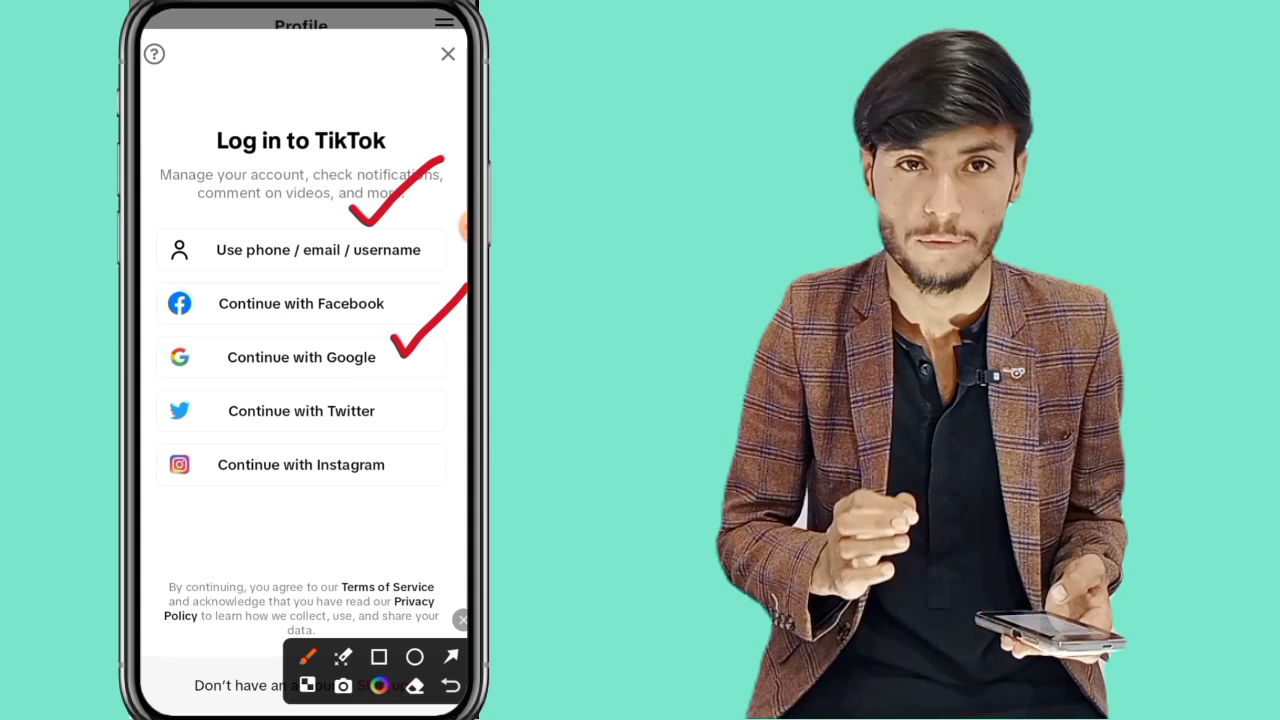 Profile
Log in to TikTok
Manage your account, check notifications,
comment on videos, and more.
Use phone / email / username
Continue with Facebook
Continue with Google
Continue with Twitter
Continue with Instagram
By continuing, you agree to our Terms of Service
and acknowledge that you have read our Privacy
Policy to learn how we collect, use, and share your
data.
Don't have an